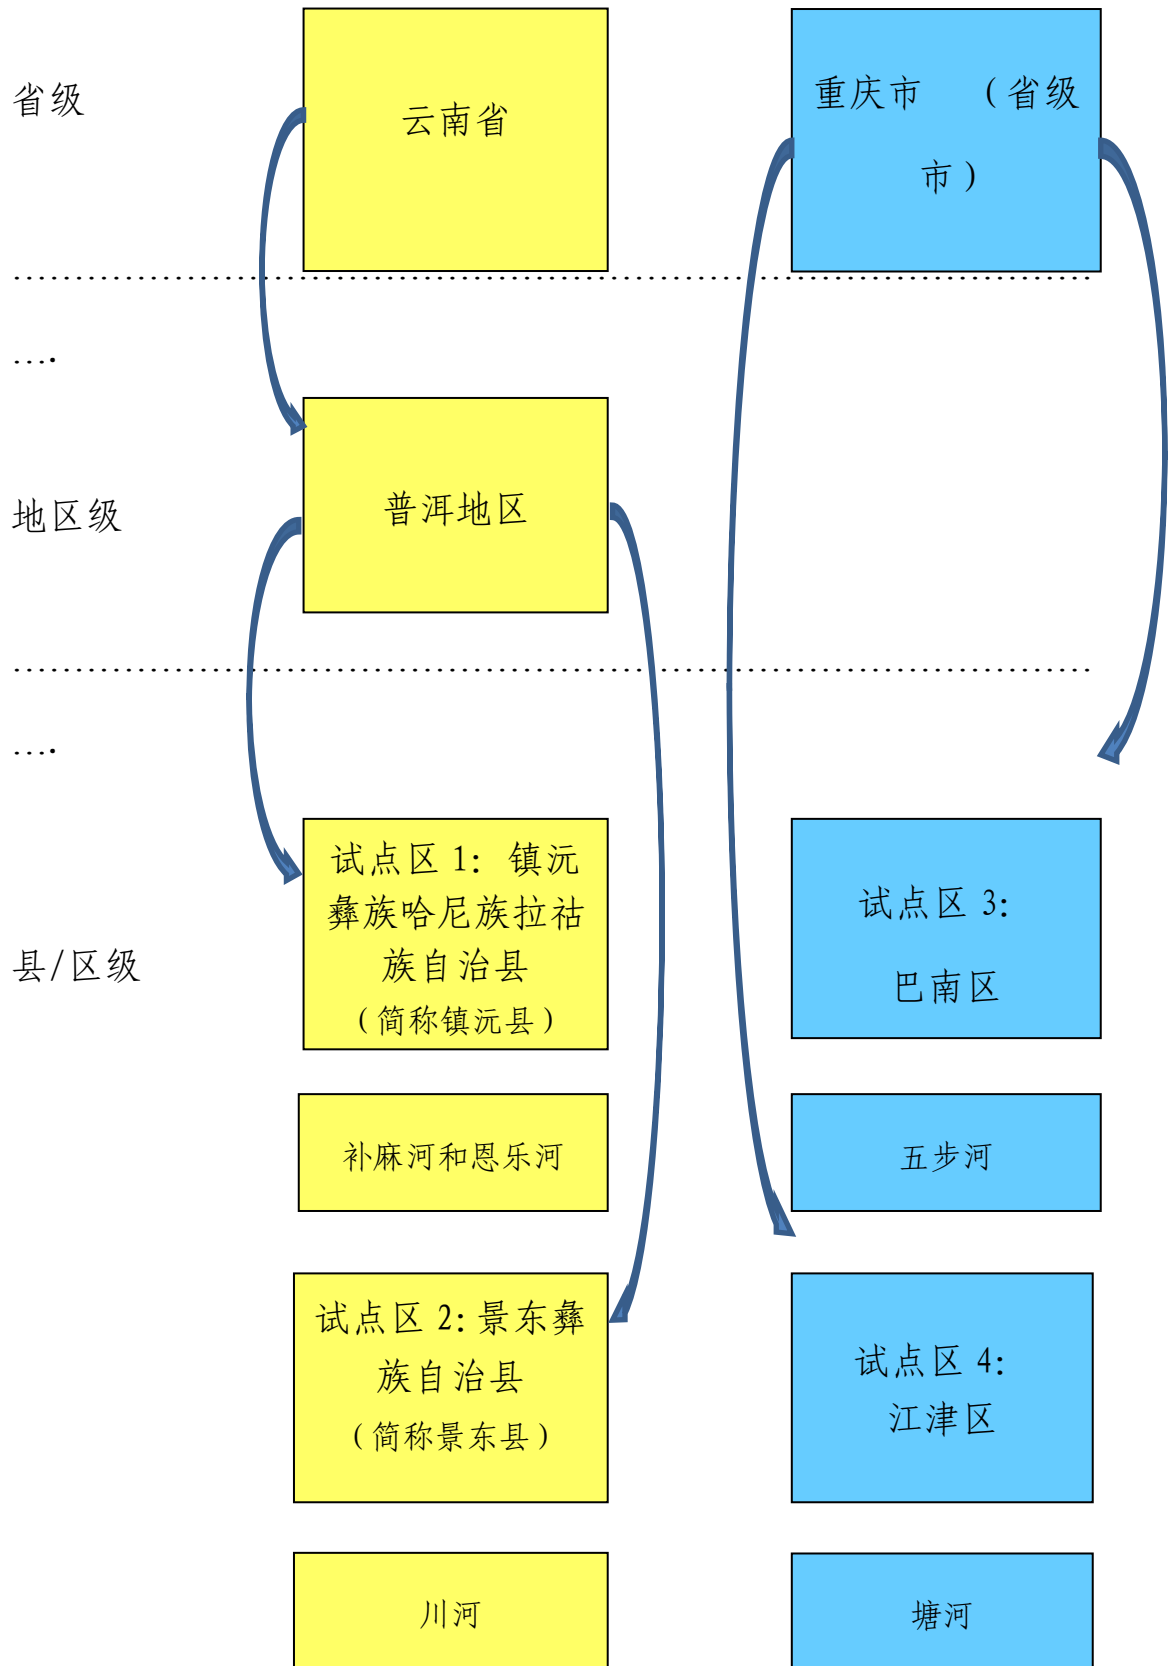 省级
云南省
重庆市 （省级
市）
….
地区级
普洱地区
….
县/区级
试点区 1：镇沅
彝族哈尼族拉祜
族自治县
（简称镇沅县）
试点区 3：
巴南区
补麻河和恩乐河
五步河
试点区 2：景东彝
族自治县
（简称景东县）
试点区 4：
江津区
川河
塘河